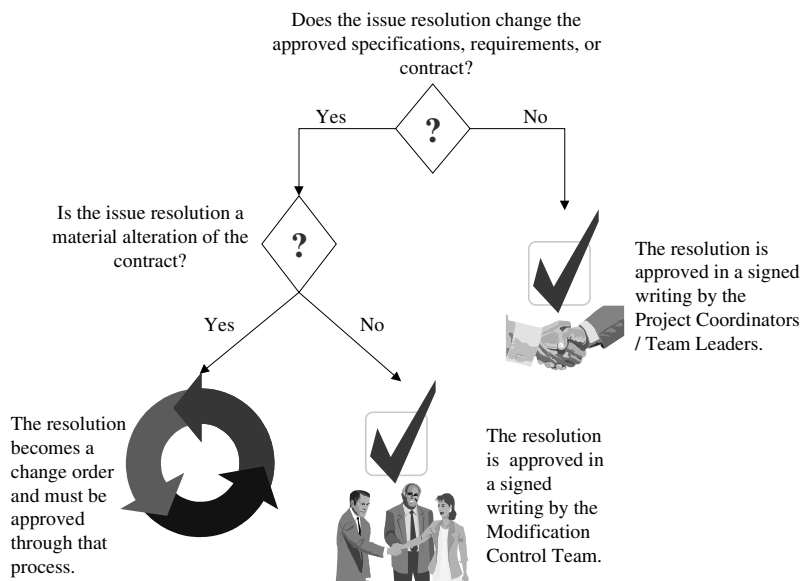 Does the issue resolution change the
approved specifications, requirements, or
contract?
Yes
?
No
Is the issue resolution a
material alteration of the
contract?
?
The resolution is
approved in a signed
writing by the
Project Coordinators
/ Team Leaders.
Yes
No
The resolution
becomes a
change order
and must be
approved
through that
process.
The resolution
is approved in
a signed
writing by the
Modification
Control Team.